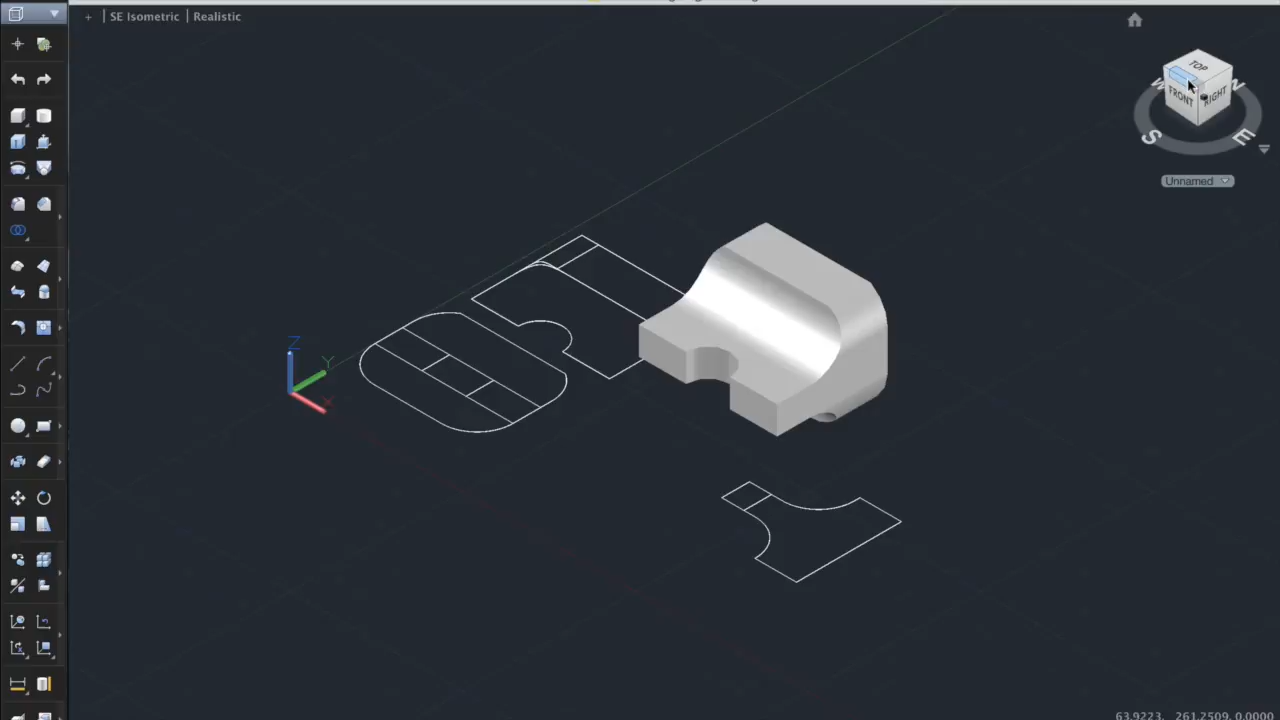 + | SE Isometric | Realistic
TOP
FRONT
RIGHT
W
N
S
E
Unnamed
Z
Y
X
63.9223, 261.2509, 0.0000